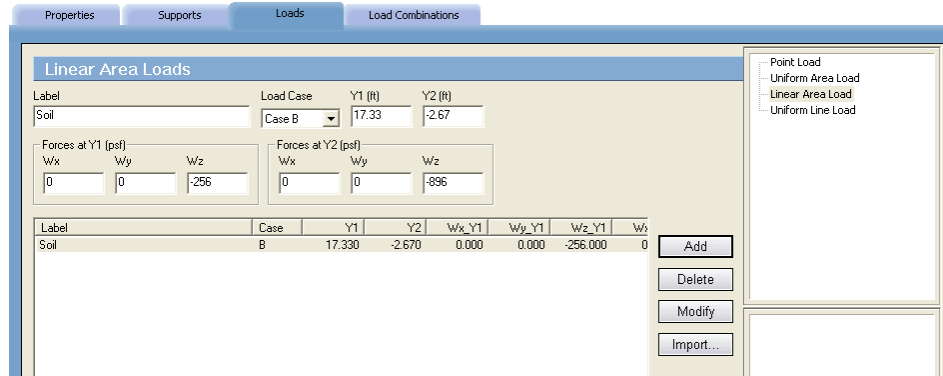 Properties Supports Loads Load Combinations
Linear Area Loads
Label Load Case Y1 (ft) Y2 (ft)
Soil Case B 17.33 -2.67
Forces at Y1 (psf) Forces at Y2 (psf)
Wx Wy Wz Wx Wy Wz
0 0 -256 0 0 -896
Label Case Y1 Y2 Wx_Y1 Wy_Y1 Wz_Y1
Soil B 17.330 -2.670 0.000 0.000 -256.000 0
Add
Delete
Modify
Import...
Point Load
Uniform Area Load
Linear Area Load
Uniform Line Load